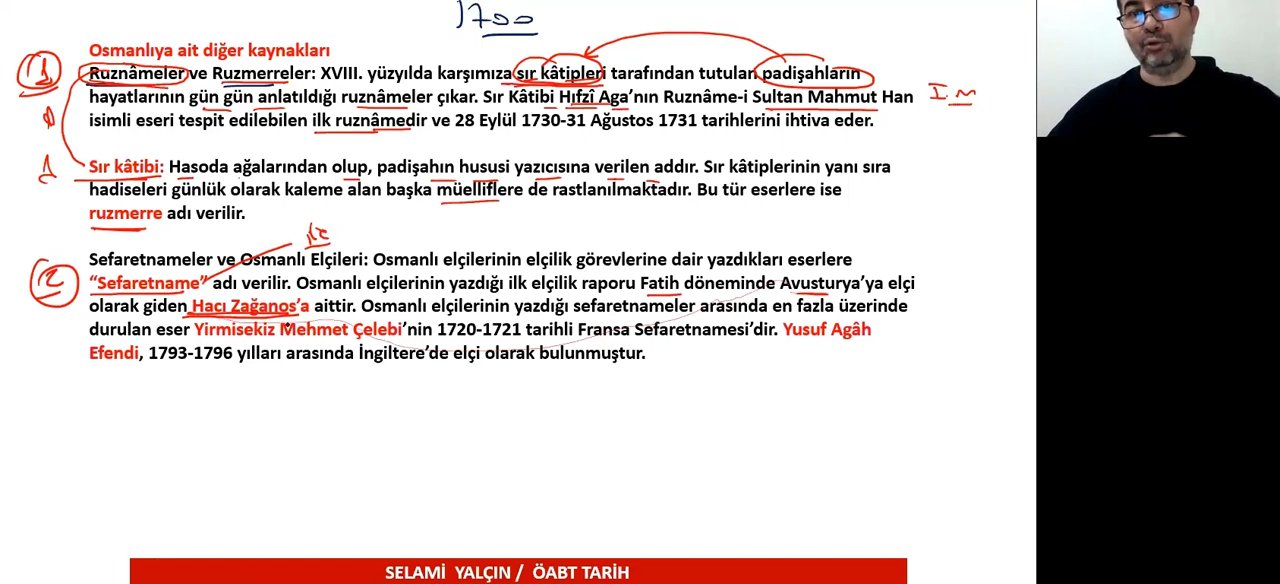 1700
Osmanlıya ait diğer kaynakları
1 Ruznâmeler ve Ruzmerreler: XVIII. yüzyılda karşımıza sır kâtipleri tarafından tutulan padişahların
hayatlarının gün gün anlatıldığı ruznâmeler çıkar. Sır Kâtibi Hıfzî Aga’nın Ruznâme-i Sultan Mahmut Han I. M
isimli eseri tespit edilebilen ilk ruznâmedir ve 28 Eylül 1730-31 Ağustos 1731 tarihlerini ihtiva eder.
Sır kâtibi: Hasoda ağalarından olup, padişahın hususi yazıcısına verilen addır. Sır kâtiplerinin yanı sıra
hadiseleri günlük olarak kaleme alan başka müelliflere de rastlanılmaktadır. Bu tür eserlere ise
ruzmerre adı verilir.
2 Sefaretnameler ve Osmanlı Elçileri: Osmanlı elçilerinin elçilik görevlerine dair yazdıkları eserlere
“Sefaretname” adı verilir. Osmanlı elçilerinin yazdığı ilk elçilik raporu Fatih döneminde Avusturya’ya elçi
olarak giden Hacı Zağanos’a aittir. Osmanlı elçilerinin yazdığı sefaretnameler arasında en fazla üzerinde
durulan eser Yirmisekiz Mehmet Çelebi’nin 1720-1721 tarihli Fransa Sefaretnamesi’dir. Yusuf Agâh
Efendi, 1793-1796 yılları arasında İngiltere’de elçi olarak bulunmuştur.
SELAMİ YALÇIN / ÖABT TARİH